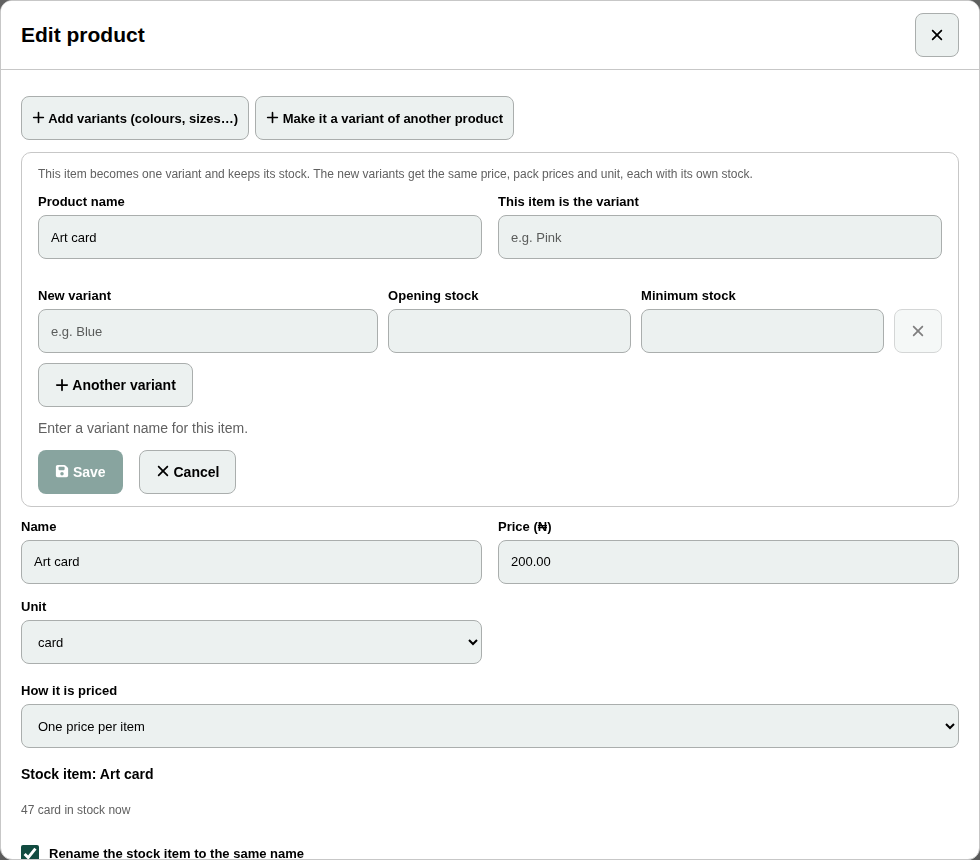 Edit product
Add variants (colours, sizes…)
Make it a variant of another product
This item becomes one variant and keeps its stock. The new variants get the same price, pack prices and unit, each with its own stock.
Product name
This item is the variant
Art card
e.g. Pink
New variant
Opening stock
Minimum stock
e.g. Blue
Another variant
Enter a variant name for this item.
Save
Cancel
Name
Price (₦)
Art card
200.00
Unit
card
How it is priced
One price per item
Stock item: Art card
47 card in stock now
Rename the stock item to the same name